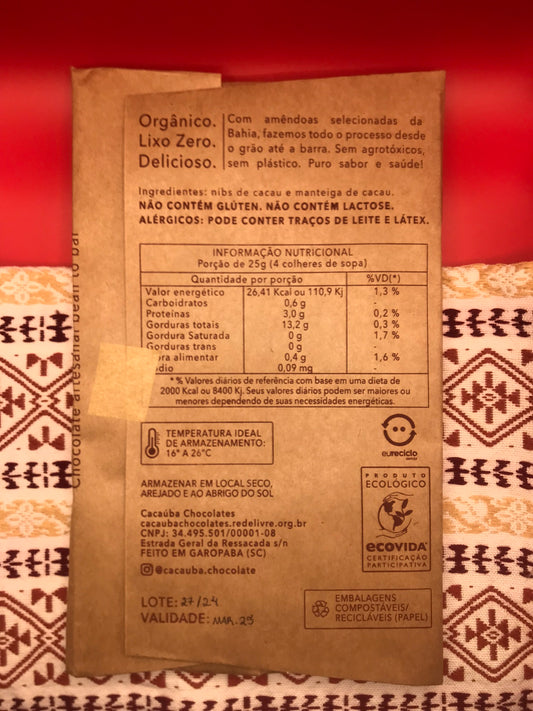 Orgânico.
Lixo Zero.
Delicioso.
Com amêndoas selecionadas da
Bahia, fazemos todo o processo desde
o grão até a barra. Sem agrotóxicos,
sem plástico. Puro sabor e saúde!
Ingredientes: nibs de cacau e manteiga de cacau.
NÃO CONTÉM GLÚTEN. NÃO CONTÉM LACTOSE.
ALÉRGICOS: PODE CONTER TRAÇOS DE LEITE E LÁTEX.
INFORMAÇÃO NUTRICIONAL
Porção de 25g (4 colheres de sopa)
Quantidade por porção %VD(*)
Valor energético 26,41 Kcal ou 110,9 Kj 1,3 %
Carboidratos 0,6 g -
Proteínas 3,0 g 0,2 %
Gorduras totais 13,2 g 0,3 %
Gordura Saturada 0 g 1,7 %
Gorduras trans 0 g -
bra alimentar 0,4 g 1,6 %
dio 0,09 mg -
* % Valores diários de referência com base em uma dieta de
2000 Kcal ou 8400 Kj. Seus valores diários podem ser maiores ou
menores dependendo de suas necessidades energéticas.
TEMPERATURA IDEAL
DE ARMAZENAMENTO:
16° A 26°C
eureciclo
ARMAZENAR EM LOCAL SECO,
AREJADO E AO ABRIGO DO SOL
Cacaúba Chocolates
cacaubachocolates.redelivre.org.br
CNPJ: 34.495.501/00001-08
Estrada Geral da Ressacada s/n
FEITO EM GAROPABA (SC)
@cacauba.chocolate
PRODUTO
ECOLÓGICO
ecovida
CERTIFICAÇÃO
PARTICIPATIVA
LOTE: 27/24
VALIDADE: MAR. 25
EMBALAGENS
COMPOSTÁVEIS/
RECICLÁVEIS (PAPEL)
Chocolate artesanal bean to bar